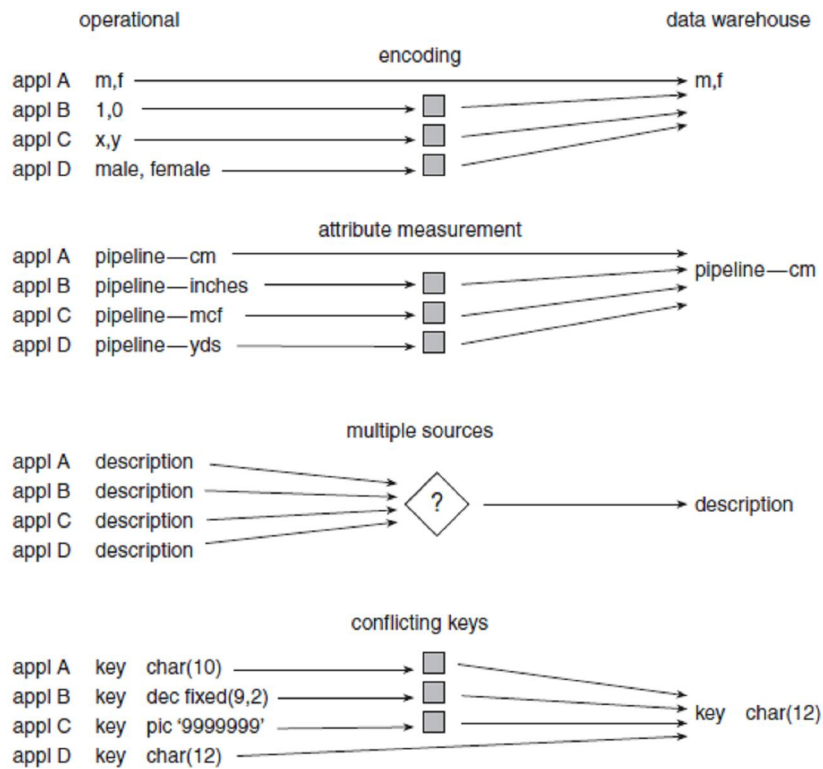 operational data warehouse
encoding
appl A m,f m,f
appl B 1,0
appl C x,y
appl D male, female
attribute measurement
appl A pipeline—cm
pipeline—cm
appl B pipeline—inches
appl C pipeline—mcf
appl D pipeline—yds
multiple sources
appl A description
appl B description
? description
appl C description
appl D description
conflicting keys
appl A key char(10)
appl B key dec fixed(9,2)
key char(12)
appl C key pic ‘9999999’
appl D key char(12)